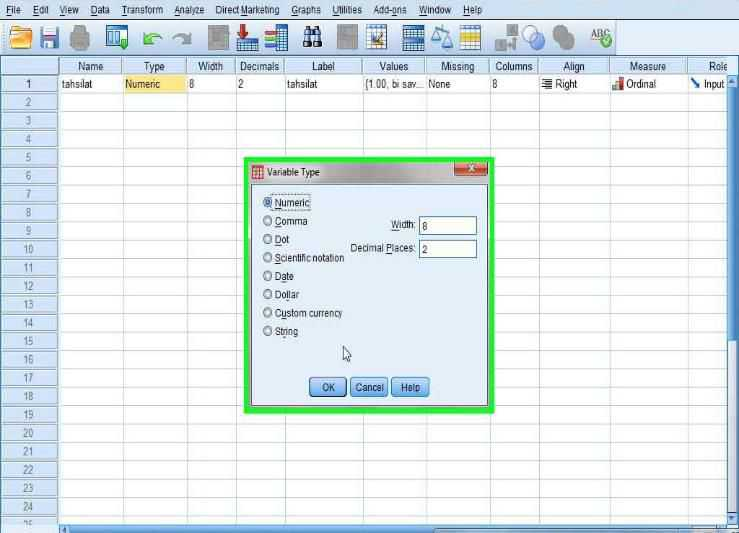 File Edit View Data Transform Analyze Direct Marketing Graphs Utilities Add-ons Window Help
ABC
Name Type Width Decimals Label Values Missing Columns Align Measure Role
1 tahsilat Numeric 8 2 tahsilat {1.00, bi sav... None 8 Right Ordinal Input
2
3
4
5
6
7
8
9
10
11
12
13
14
15
16
17
18
19
20
21
22
23
24
25
Variable Type
Numeric
Comma
Dot
Scientific notation
Date
Dollar
Custom currency
String
Width: 8
Decimal Places: 2
OK Cancel Help